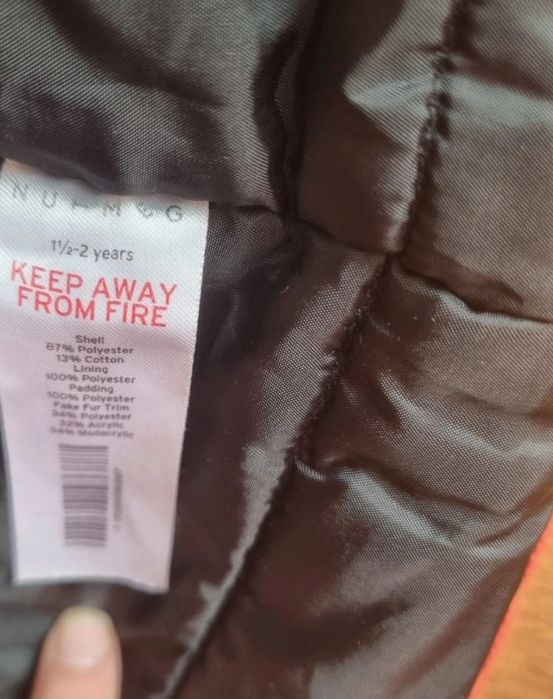 NUTMEG
1½-2 years
KEEP AWAY
FROM FIRE
Shell
87% Polyester
13% Cotton
Lining
100% Polyester
Padding
100% Polyester
Fake Fur Trim
34% Polyester
32% Acrylic
34% Modacrylic